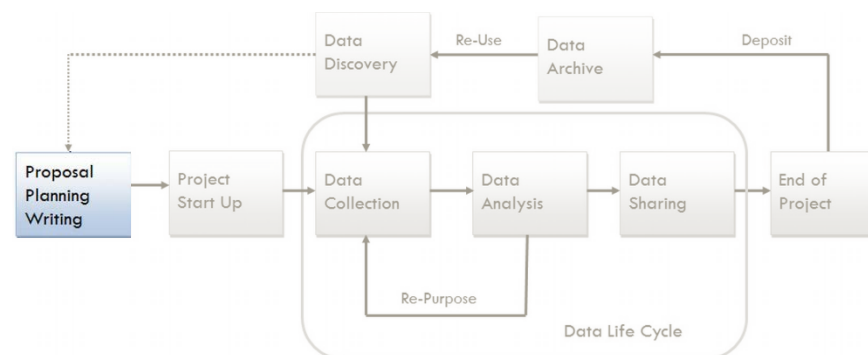 Data
Discovery
Re-Use
Data
Archive
Deposit
Proposal
Planning
Writing
Project
Start Up
Data
Collection
Data
Analysis
Data
Sharing
End of
Project
Re-Purpose
Data Life Cycle